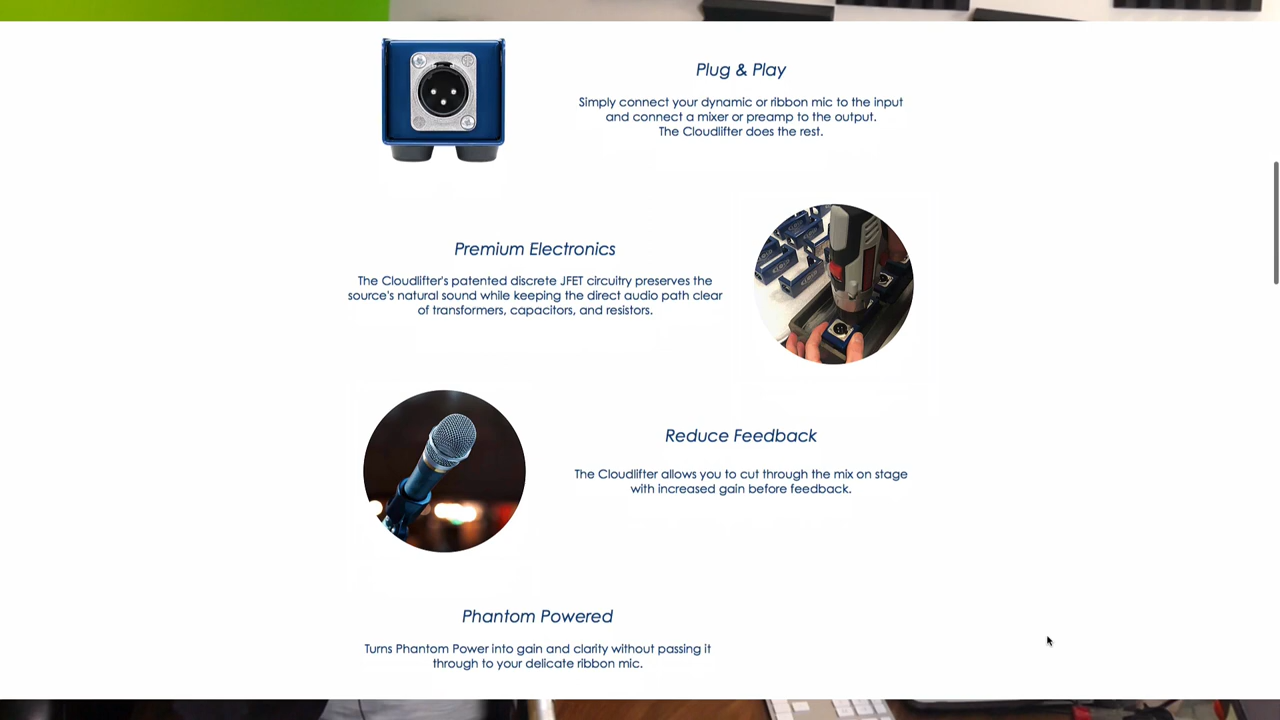 Plug & Play
Simply connect your dynamic or ribbon mic to the input
and connect a mixer or preamp to the output.
The Cloudlifter does the rest.
Premium Electronics
The Cloudlifter's patented discrete JFET circuitry preserves the
source's natural sound while keeping the direct audio path clear
of transformers, capacitors, and resistors.
Reduce Feedback
The Cloudlifter allows you to cut through the mix on stage
with increased gain before feedback.
Phantom Powered
Turns Phantom Power into gain and clarity without passing it
through to your delicate ribbon mic.